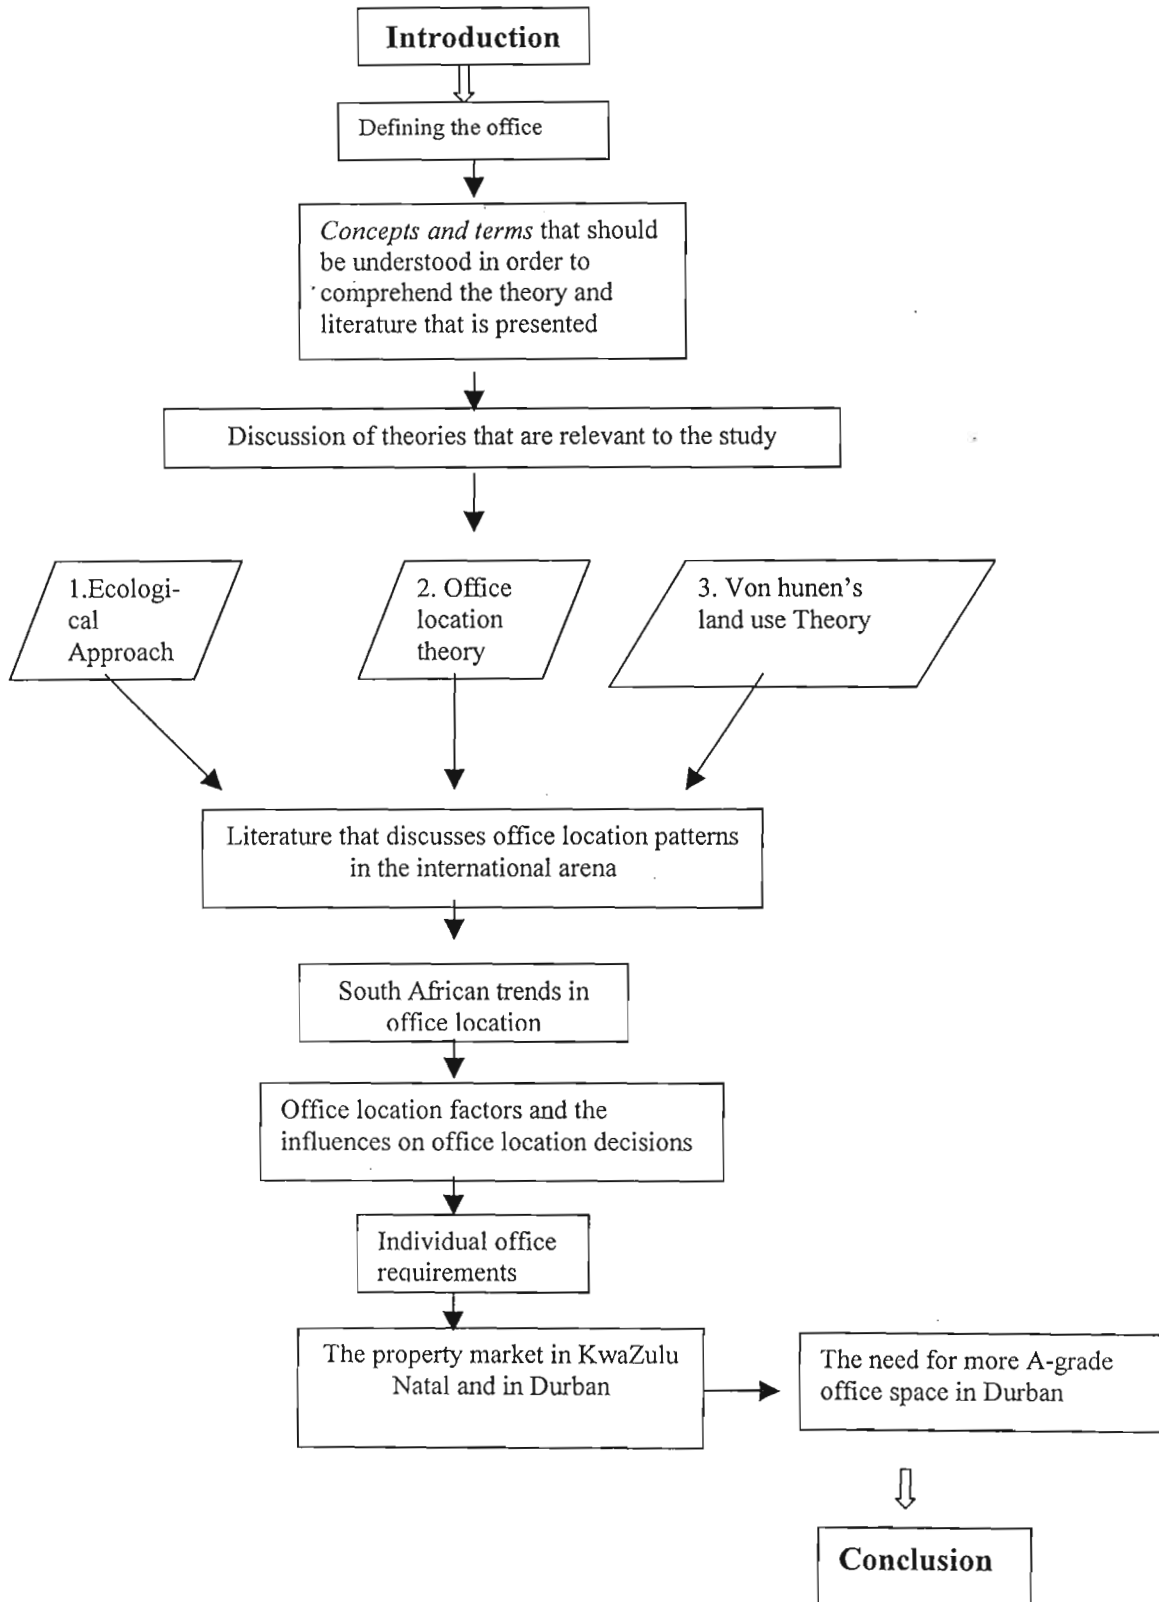 Introduction
Defining the office
Concepts and terms that should
be understood in order to
comprehend the theory and
literature that is presented
Discussion of theories that are relevant to the study
1.Ecologi-
cal
Approach
2. Office
location
theory
3. Von hunen's
land use Theory
Literature that discusses office location patterns
in the international arena
South African trends in
office location
Office location factors and the
influences on office location decisions
Individual office
requirements
The property market in KwaZulu
Natal and in Durban
The need for more A-grade
office space in Durban
Conclusion